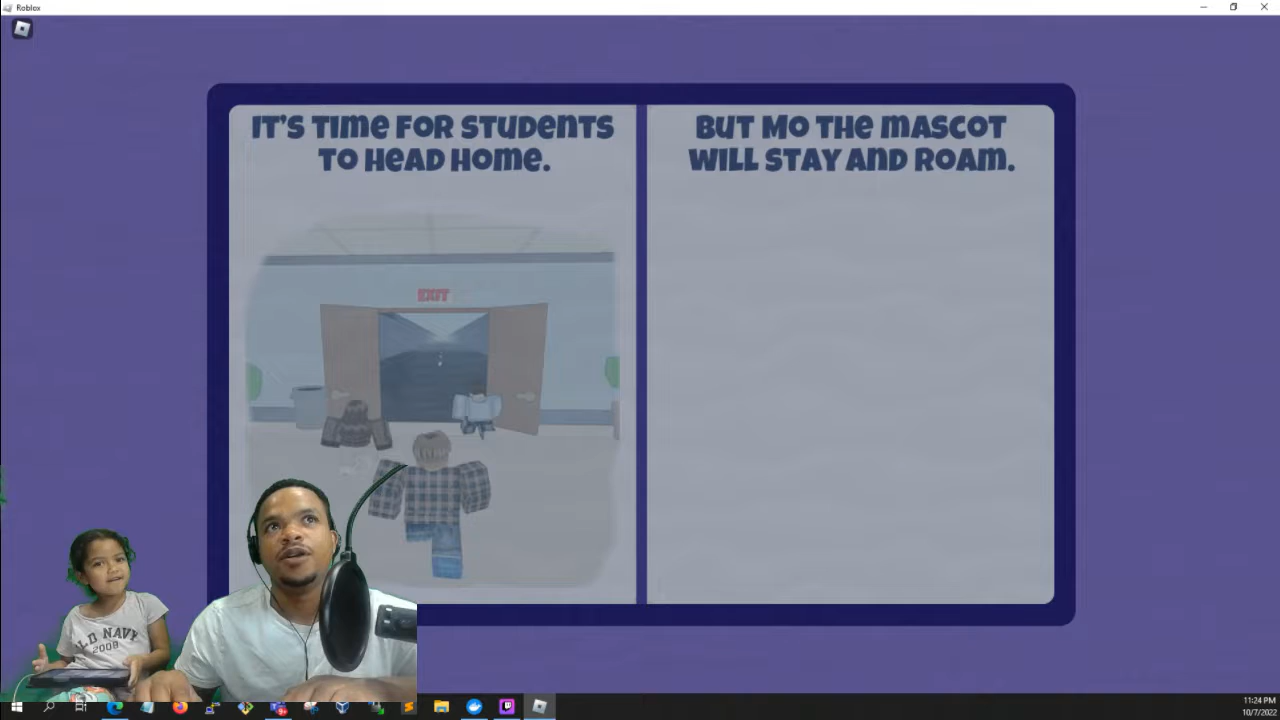 Roblox
IT'S TIME FOR STUDENTS
TO HEAD HOME.
BUT MO THE MASCOT
WILL STAY AND ROAM.
EXIT
OLD NAVY
2008
11:24 PM
10/7/2022